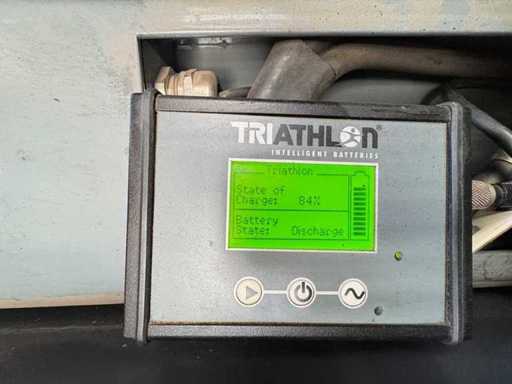 TRIATHLON®
INTELLIGENT BATTERIES
Triathlon
State of
Charge: 84%
Battery
State: Discharge